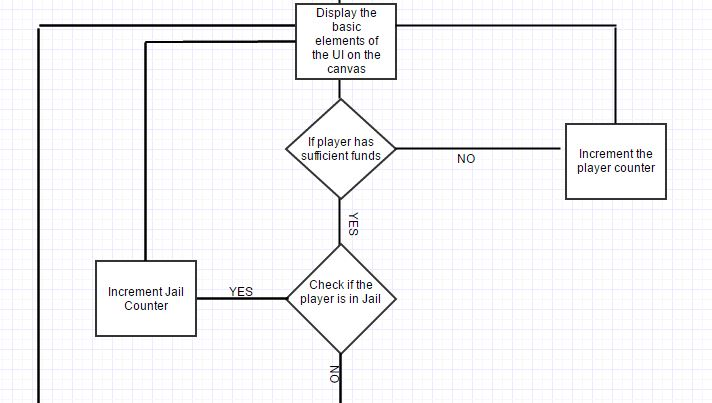 Display the
basic
elements of
the UI on the
canvas
If player has
sufficient funds
NO
Increment the
player counter
YES
Check if the
player is in Jail
YES
Increment Jail
Counter
NO